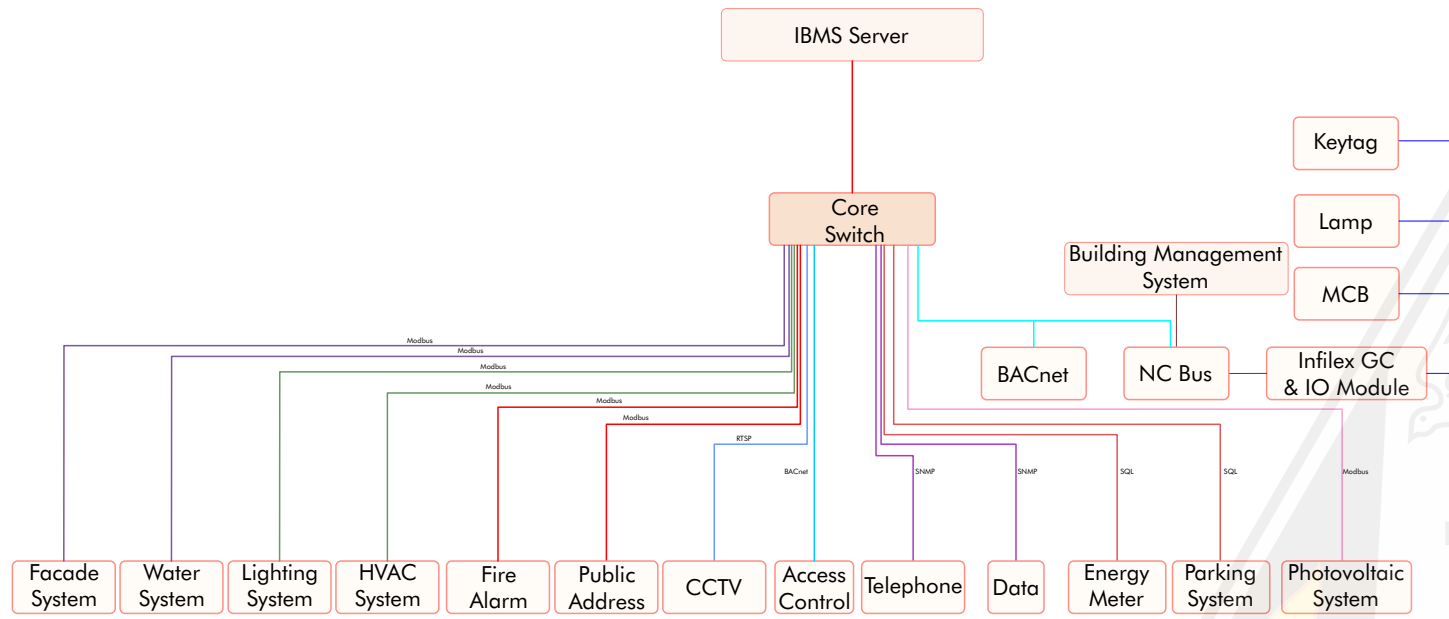 IBMS Server
Keytag
Core
Switch
Lamp
Building Management
System
MCB
BACnet
NC Bus
Infilex GC
& IO Module
Modbus
Modbus
Modbus
Modbus
Modbus
Modbus
RTSP
BACnet
SNMP
SNMP
SQL
SQL
Modbus
Facade
System
Water
System
Lighting
System
HVAC
System
Fire
Alarm
Public
Address
CCTV
Access
Control
Telephone
Data
Energy
Meter
Parking
System
Photovoltaic
System